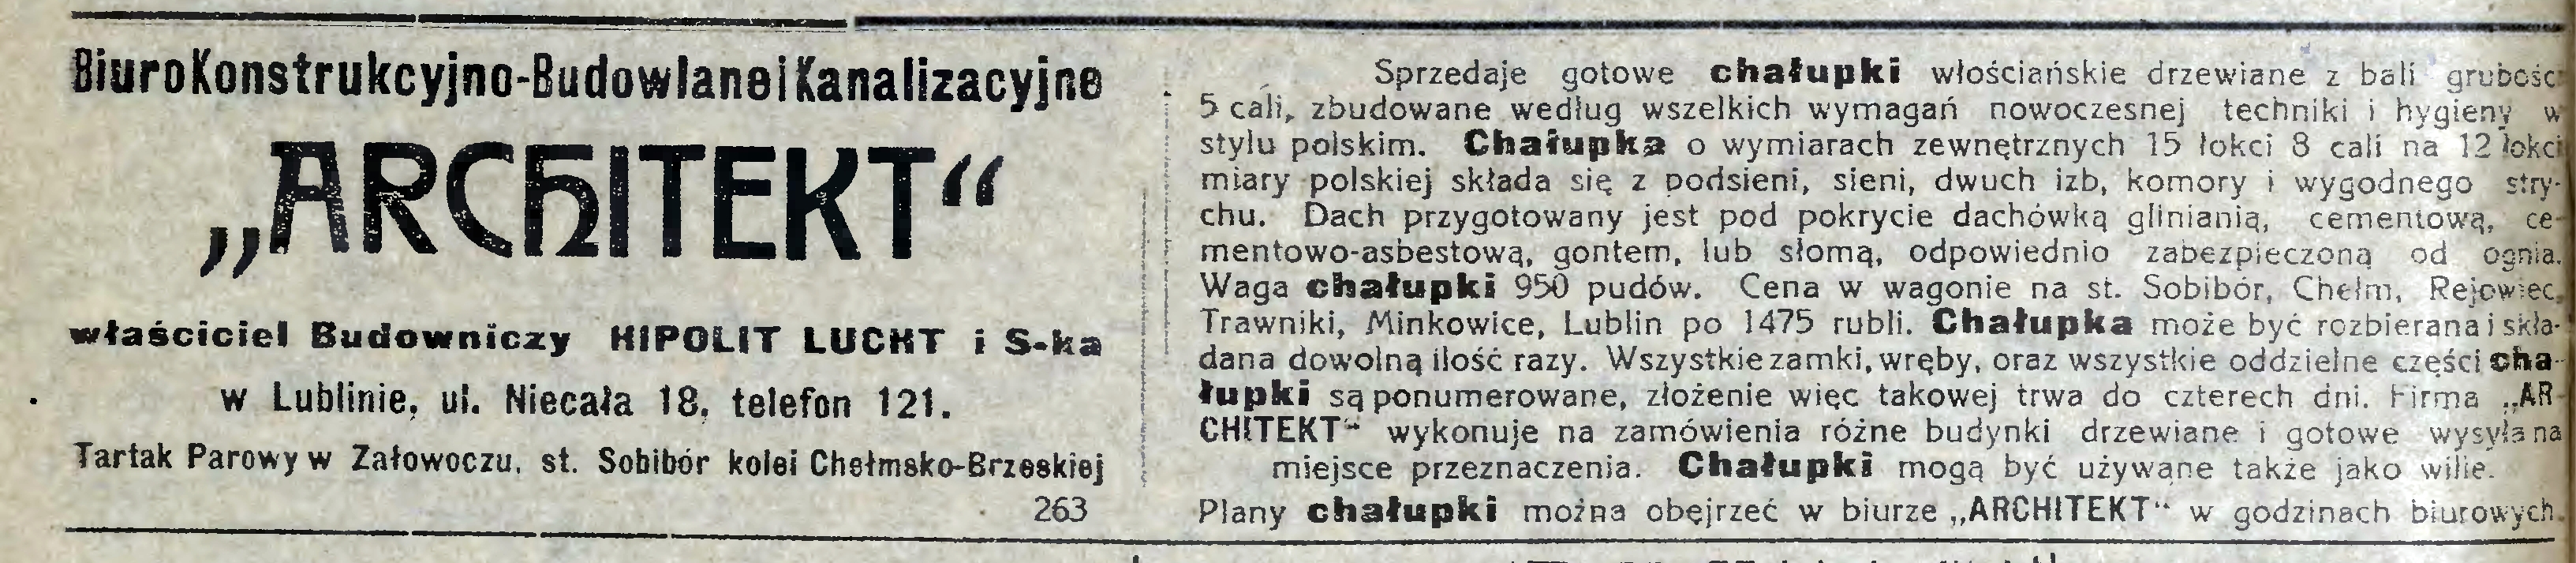 Biuro Konstrukcyjno-Budowlane i Kanalizacyjne
„ARCHITEKT“
właściciel Budowniczy HIPOLIT LUCHT i S-ka
w Lublinie, ul. Niecała 18, telefon 121.
Tartak Parowy w Załowoczu, st. Sobibór kolei Chełmsko-Brzeskiej
263
Sprzedaje gotowe chałupki włościańskie drzewiane z bali grubośc
5 cali, zbudowane według wszelkich wymagań nowoczesnej techniki i hygieny w
stylu polskim. Chałupka o wymiarach zewnętrznych 15 łokci 8 cali na 12 łokci
miary polskiej składa się z podsieni, sieni, dwuch izb, komory i wygodnego stry-
chu. Dach przygotowany jest pod pokrycie dachówką glinianią, cementową, ce-
mentowo-asbestową, gontem, lub słomą, odpowiednio zabezpieczoną od ognia.
Waga chałupki 950 pudów. Cena w wagonie na st. Sobibór, Chełm, Rejowiec,
Trawniki, Minkowice, Lublin po 1475 rubli. Chałupka może być rozbierana i skła-
dana dowolną ilość razy. Wszystkie zamki, wręby, oraz wszystkie oddzielne części cha-
łupki są ponumerowane, złożenie więc takowej trwa do czterech dni. Firma „AR-
CHITEKT“ wykonuje na zamówienia różne budynki drzewiane i gotowe wysyła na
miejsce przeznaczenia. Chałupki mogą być używane także jako wilie.
Plany chałupki można obejrzeć w biurze „ARCHITEKT“ w godzinach biurowych.